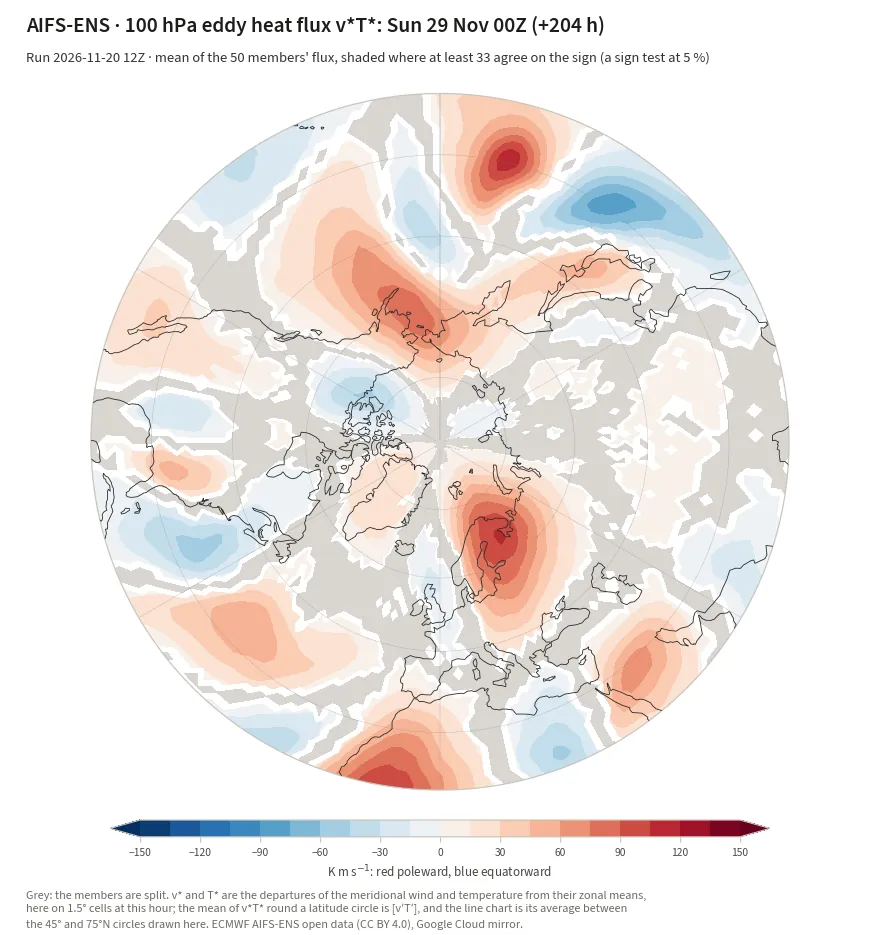 AIFS-ENS · 100 hPa eddy heat flux v*T*: Sun 29 Nov 00Z (+204 h)
Run 2026-11-20 12Z · mean of the 50 members' flux, shaded where at least 33 agree on the sign (a sign test at 5 %)
−150 −120 −90 −60 −30 0 30 60 90 120 150
K m s⁻¹: red poleward, blue equatorward
Grey: the members are split. v* and T* are the departures of the meridional wind and temperature from their zonal means,
here on 1.5° cells at this hour; the mean of v*T* round a latitude circle is [v'T'], and the line chart is its average between
the 45° and 75°N circles drawn here. ECMWF AIFS-ENS open data (CC BY 4.0), Google Cloud mirror.